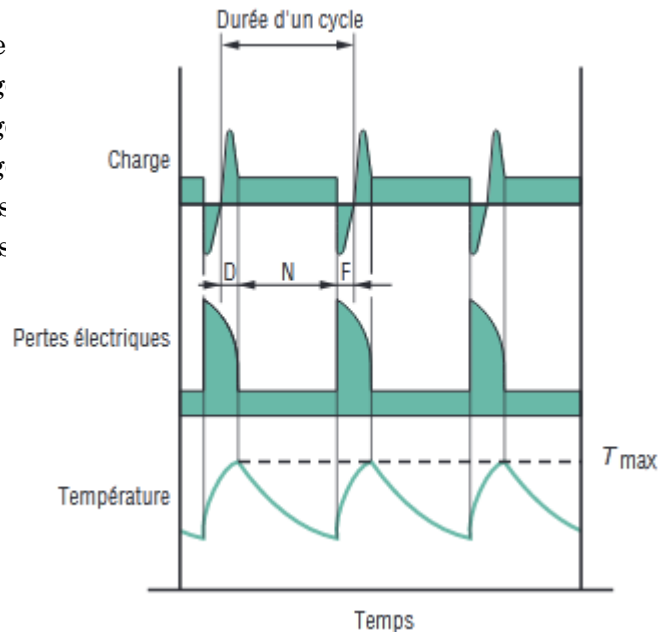 Durée d'un cycle
e
g
g
g
s
s
Charge
D N F
Pertes électriques
T max
Température
Temps